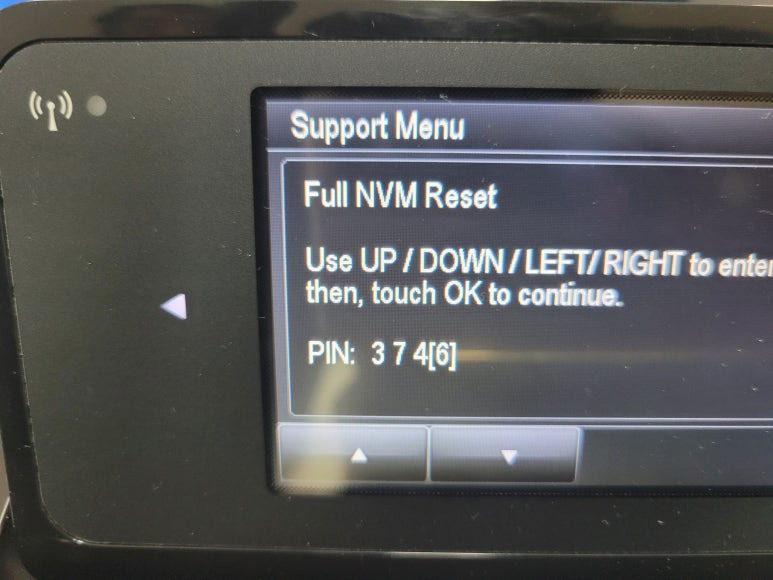 Support Menu
Full NVM Reset
Use UP / DOWN / LEFT/ RIGHT to enter
then, touch OK to continue.
PIN: 3 7 4[6]